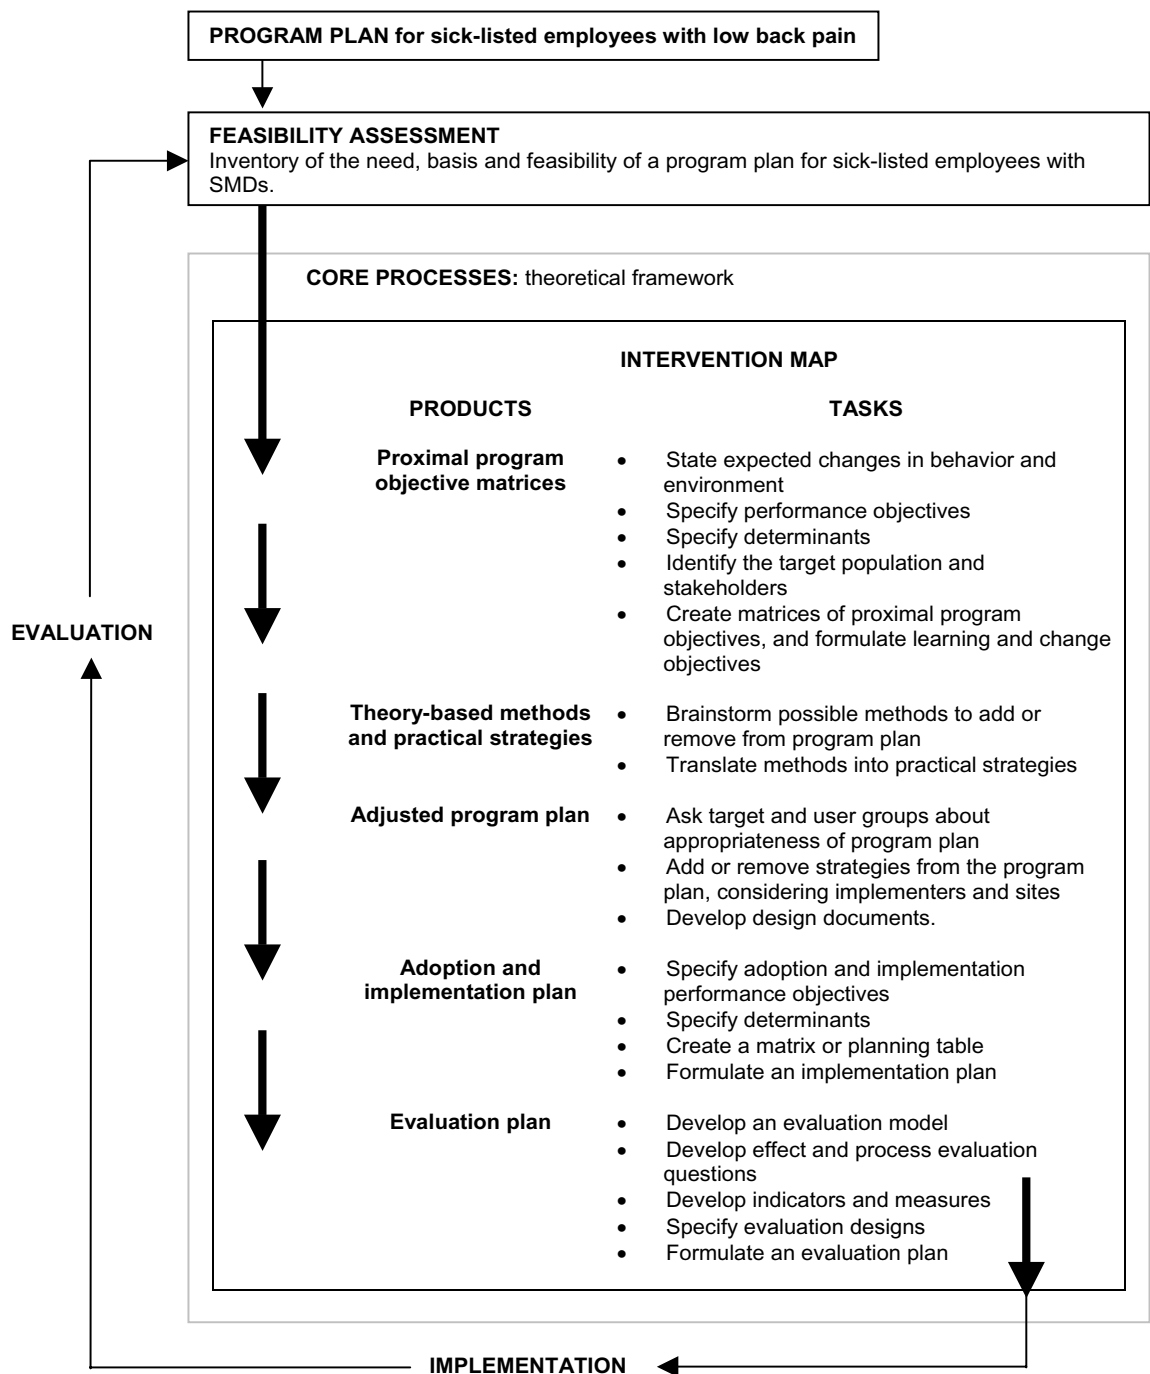 PROGRAM PLAN for sick-listed employees with low back pain
FEASIBILITY ASSESSMENT
Inventory of the need, basis and feasibility of a program plan for sick-listed employees with
SMDs.
CORE PROCESSES: theoretical framework
INTERVENTION MAP
PRODUCTS
TASKS
Proximal program
objective matrices
• State expected changes in behavior and
environment
• Specify performance objectives
• Specify determinants
• Identify the target population and
stakeholders
• Create matrices of proximal program
objectives, and formulate learning and change
objectives
Theory-based methods
and practical strategies
• Brainstorm possible methods to add or
remove from program plan
• Translate methods into practical strategies
Adjusted program plan
• Ask target and user groups about
appropriateness of program plan
• Add or remove strategies from the program
plan, considering implementers and sites
• Develop design documents.
Adoption and
implementation plan
• Specify adoption and implementation
performance objectives
• Specify determinants
• Create a matrix or planning table
• Formulate an implementation plan
Evaluation plan
• Develop an evaluation model
• Develop effect and process evaluation
questions
• Develop indicators and measures
• Specify evaluation designs
• Formulate an evaluation plan
EVALUATION
IMPLEMENTATION